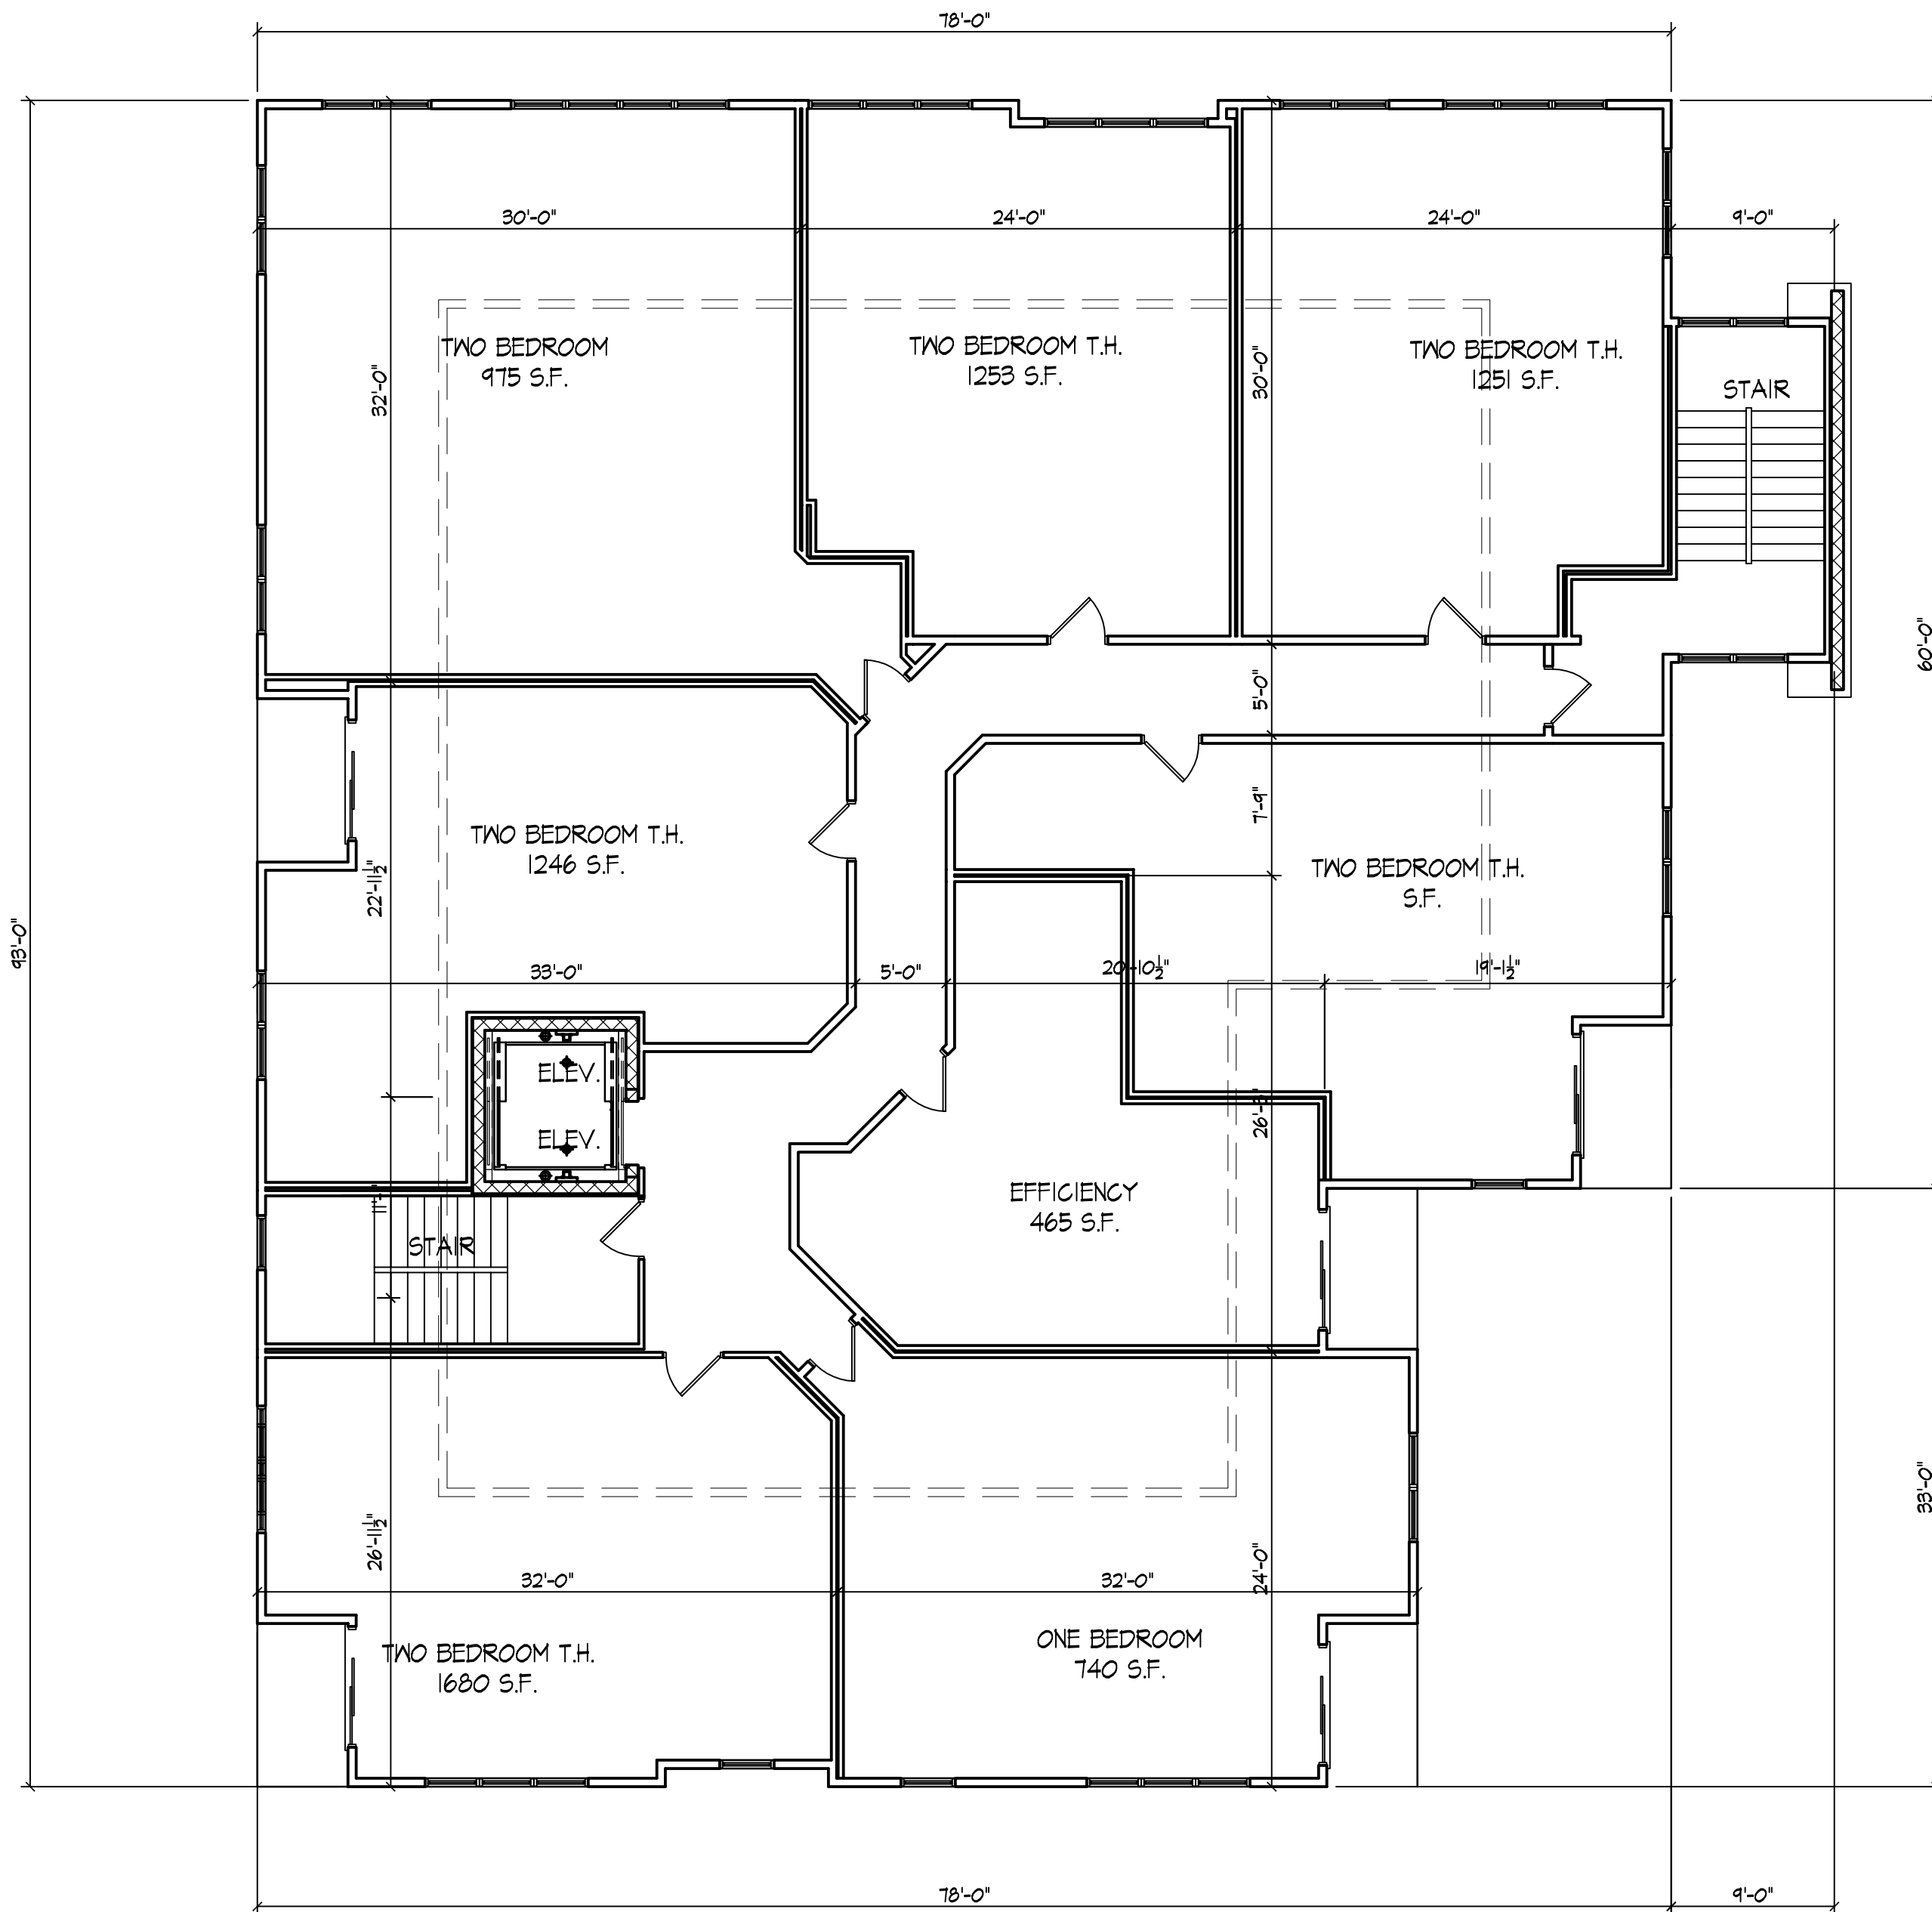 78'-0"
30'-0"
24'-0"
24'-0"
9'-0"
TWO BEDROOM
975 S.F.
TWO BEDROOM T.H.
1253 S.F.
TWO BEDROOM T.H.
1251 S.F.
32'-0"
30'-0"
STAIR
60'-0"
5'-0"
7'-9"
TWO BEDROOM T.H.
1246 S.F.
TWO BEDROOM T.H.
S.F.
22'-11½"
93'-0"
33'-0"
5'-0"
20'-10½"
19'-1½"
ELEV.
ELEV.
EFFICIENCY
465 S.F.
STAIR
33'-0"
26'-11½"
24'-0"
32'-0"
32'-0"
TWO BEDROOM T.H.
1680 S.F.
ONE BEDROOM
740 S.F.
78'-0"
9'-0"